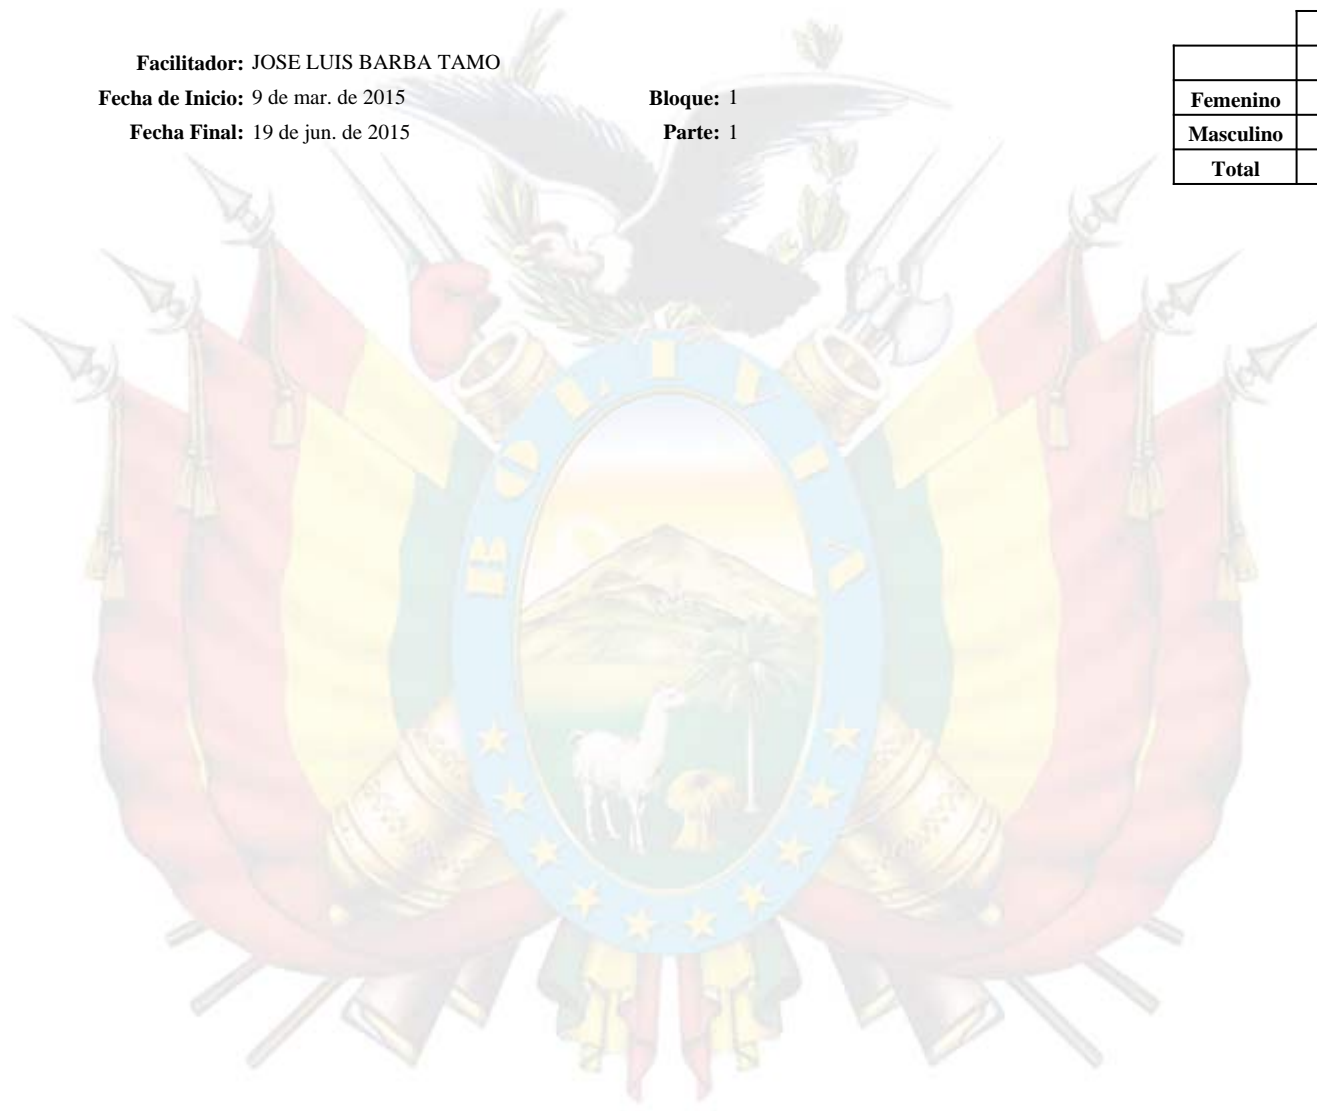 Facilitador: JOSE LUIS BARBA TAMO
Fecha de Inicio: 9 de mar. de 2015 Bloque: 1
Fecha Final: 19 de jun. de 2015 Parte: 1
Femenino
Masculino
Total
BOLIVIA